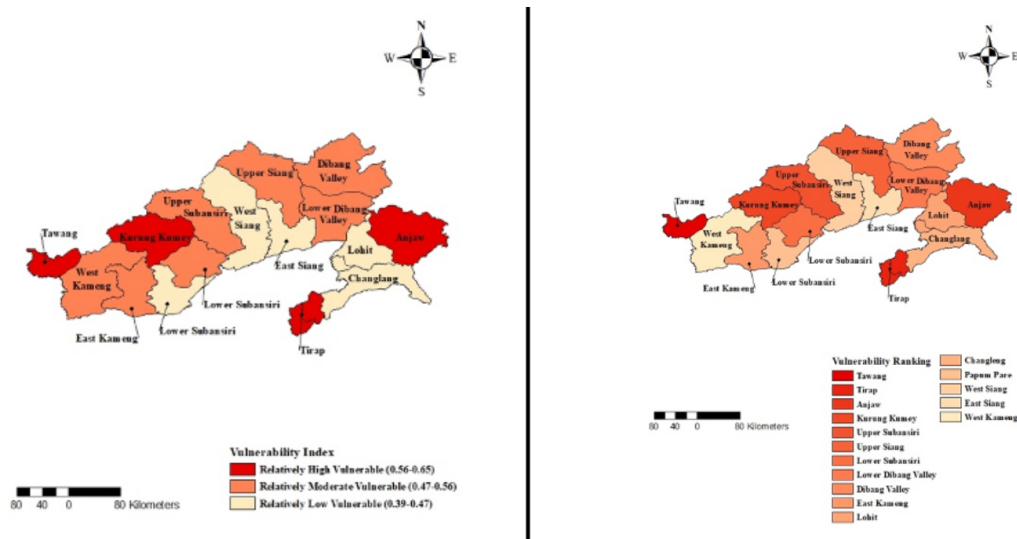 N
W E
S
Dibang
Valley
Upper Siang
Upper
Subansiri
West
Siang
Lower Dibang
Valley
Kurung Kumey
Tawang
Anjaw
Lohit
West
Kameng
East Siang
Changlang
Lower Subansiri
East Kameng
Lower Subansiri
Tirap
Vulnerability Index
Relatively High Vulnerable (0.56-0.65)
Relatively Moderate Vulnerable (0.47-0.56)
Relatively Low Vulnerable (0.39-0.47)
80 40 0 80 Kilometers
N
W E
S
Dibang
Valley
Upper Siang
Upper
Subansiri
West
Siang
Lower Dibang
Valley
Kurung Kumey
Tawang
Anjaw
Lohit
West
Kameng
East Siang
Changlang
Lower Subansiri
East Kameng
Lower Subansiri
Tirap
Vulnerability Ranking
Tawang
Tirap
Anjaw
Kurung Kumey
Upper Subansiri
Upper Siang
Lower Subansiri
Lower Dibang Valley
Dibang Valley
East Kameng
Lohit
Changlang
Papum Pare
West Siang
East Siang
West Kameng
80 40 0 80 Kilometers